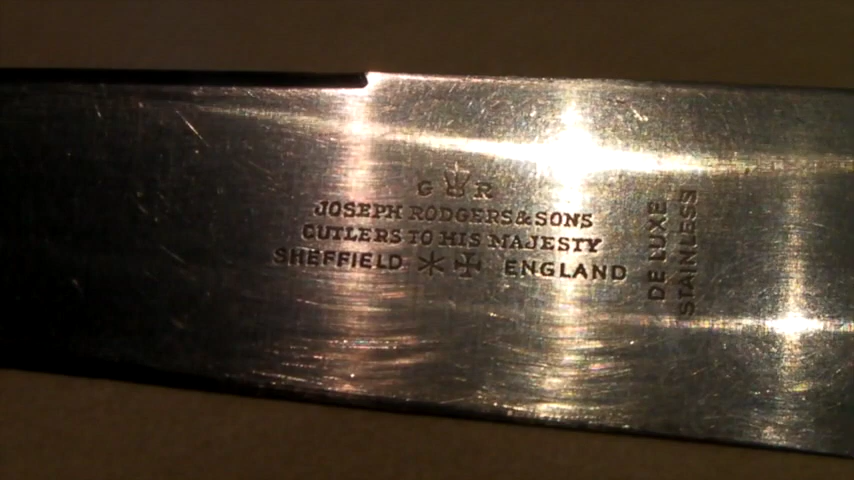 G R
JOSEPH RODGERS & SONS
CUTLERS TO HIS MAJESTY
SHEFFIELD ENGLAND
DE LUXE
STAINLESS